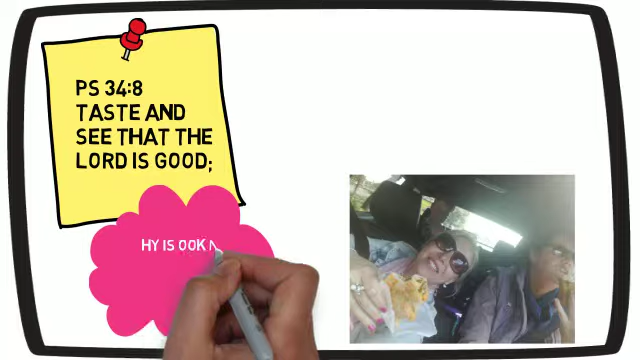 PS 34:8
TASTE AND
SEE THAT THE
LORD IS GOOD;
HY IS OOK